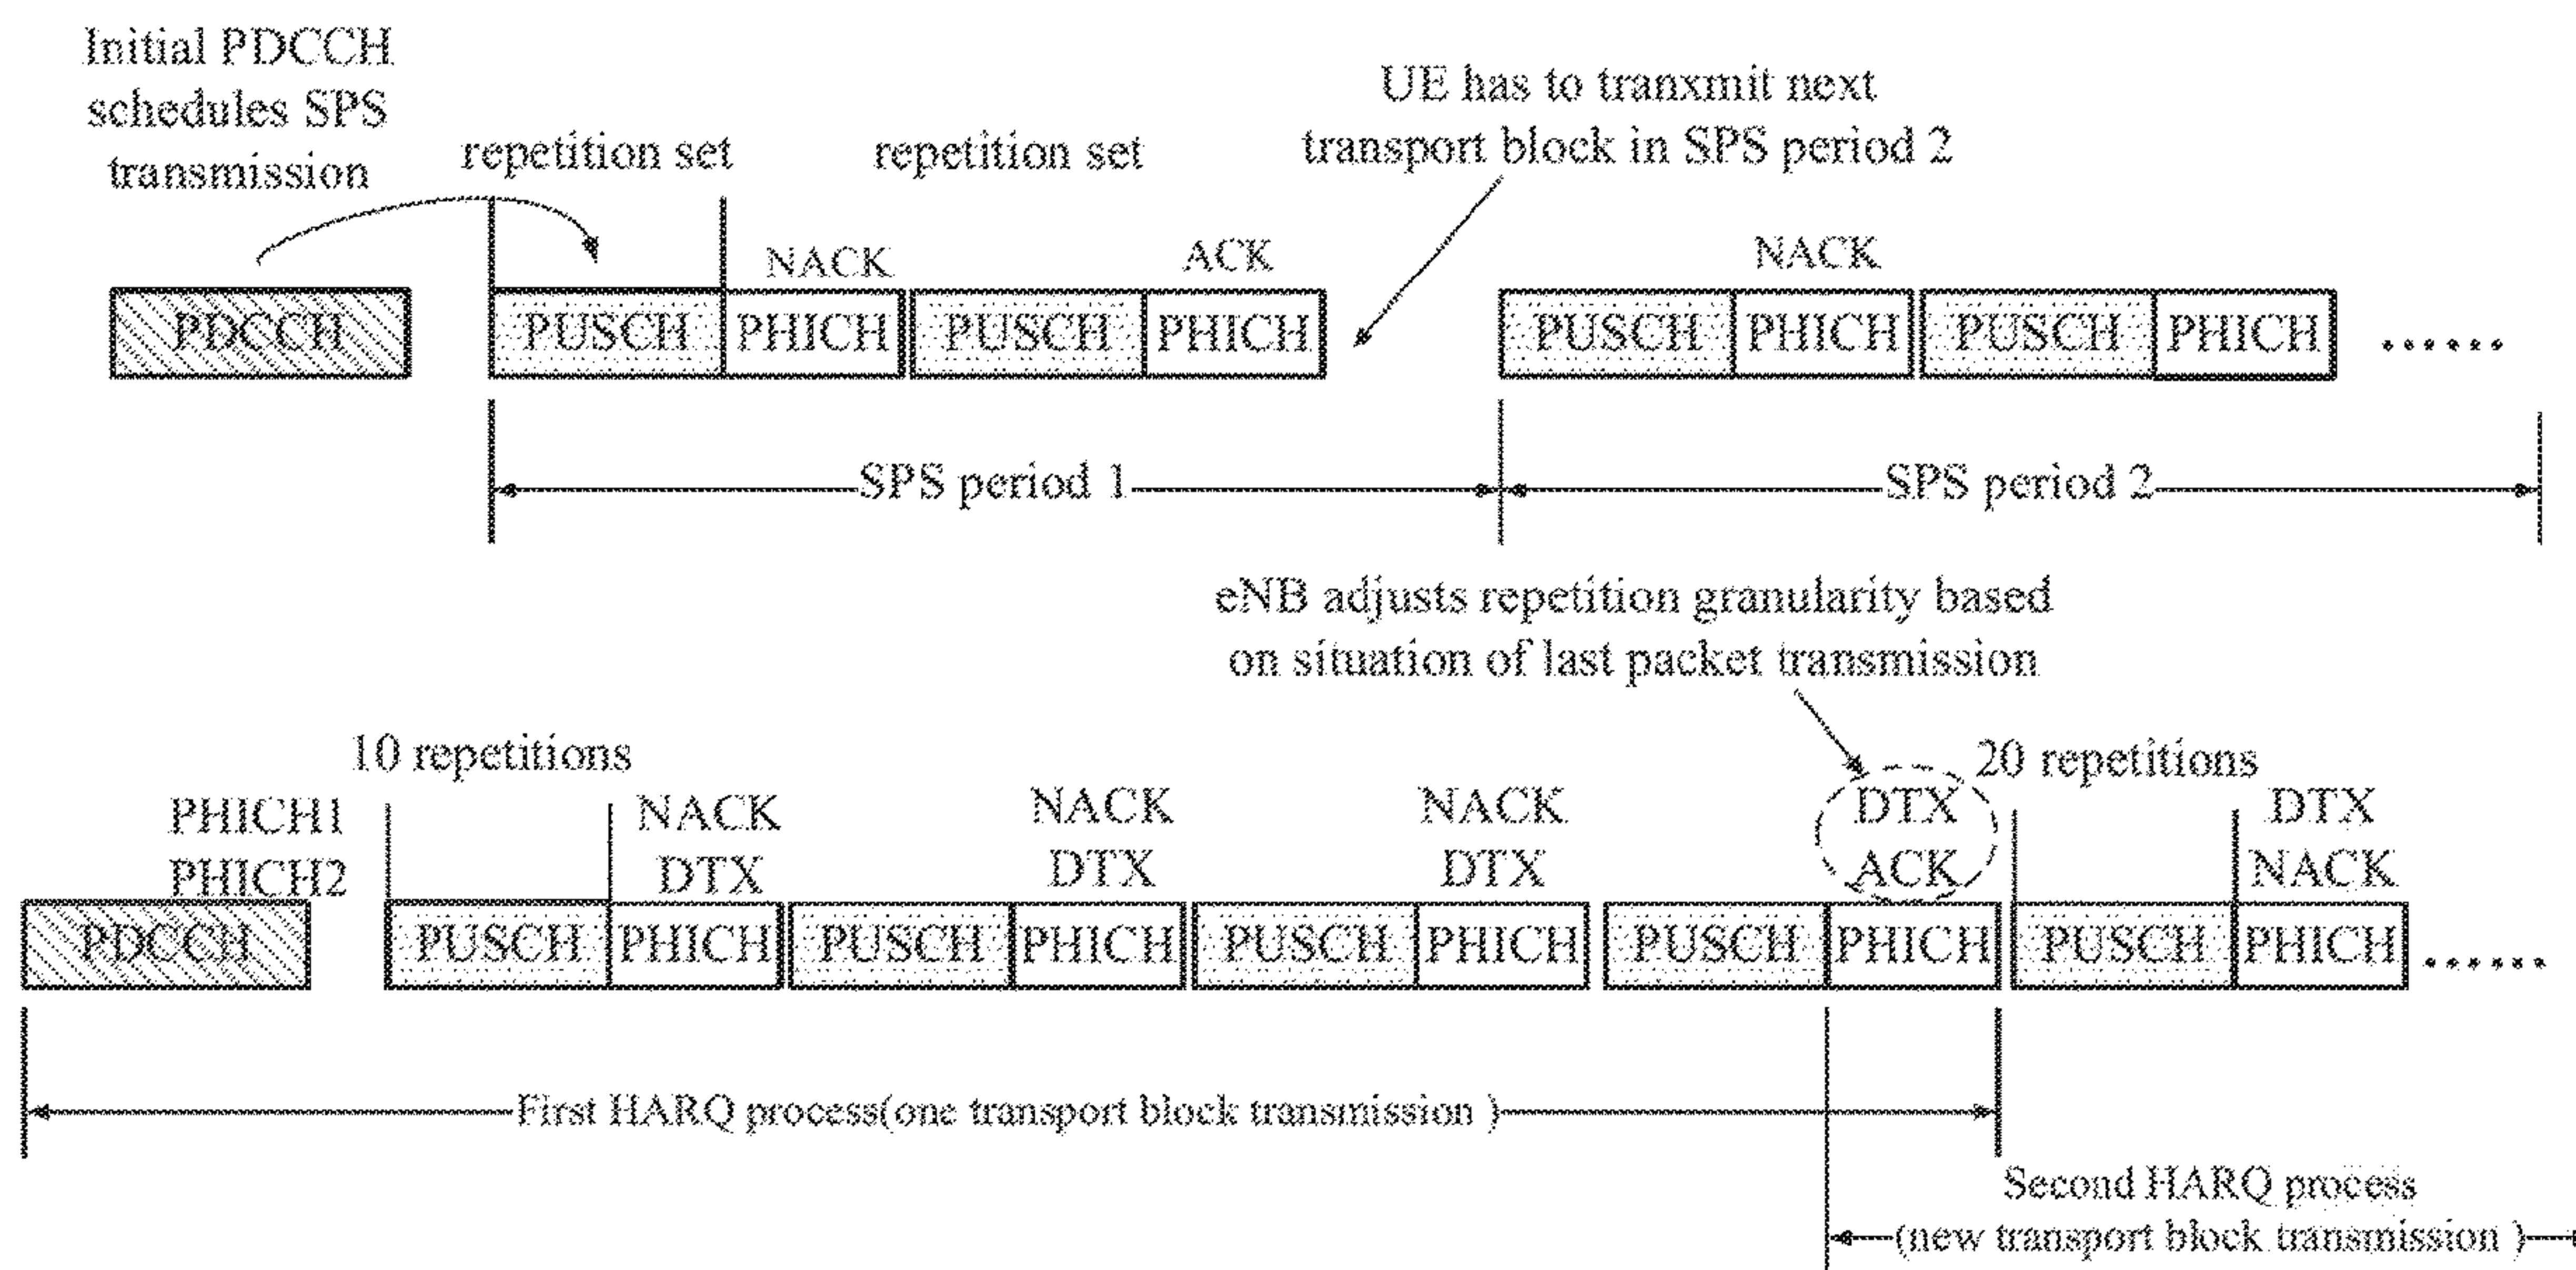 Initial PDCCH
schedules SPS
transmission
repetition set
repetition set
UE has to tranxmit next
transport block in SPS period 2
NACK
ACK
NACK
PDCCH
PUSCH
PHICH
PUSCH
PHICH
PUSCH
PHICH
PUSCH
PHICH
......
SPS period 1
SPS period 2
eNB adjusts repetition granularity based
on situation of last packet transmission
10 repetitions
20 repetitions
PHICH1
PHICH2
NACK
DTX
NACK
DTX
NACK
DTX
DTX
ACK
DTX
NACK
PDCCH
PUSCH
PHICH
PUSCH
PHICH
PUSCH
PHICH
PUSCH
PHICH
PUSCH
PHICH
......
First HARQ process(one transport block transmission )
Second HARQ process
(new transport block transmission )